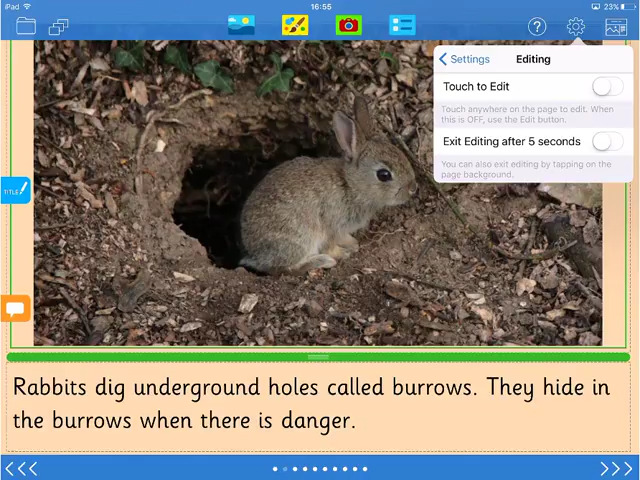 iPad
16:55
23%
Settings
Editing
Touch to Edit
Touch anywhere on the page to edit. When
this is OFF, use the Edit button.
Exit Editing after 5 seconds
You can also exit editing by tapping on the
page background.
TITLE
Rabbits dig underground holes called burrows. They hide in
the burrows when there is danger.